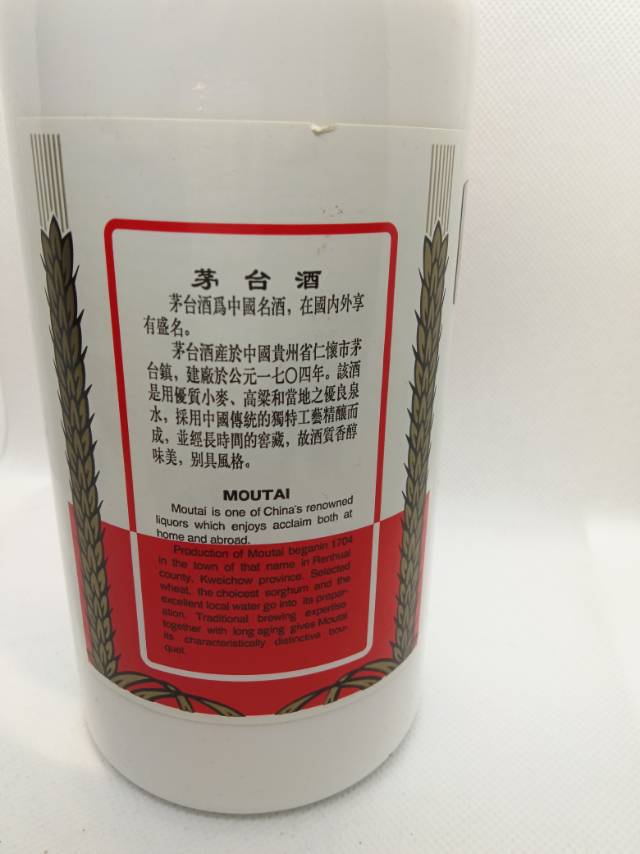 茅台酒
茅台酒爲中國名酒，在國内外享
有盛名。
茅台酒産於中國貴州省仁懷市茅
台鎮，建廠於公元一七〇四年。該酒
是用優質小麥、高粱和當地之優良泉
水，採用中國傳統的獨特工藝精釀而
成，並經長時間的窖藏，故酒質香醇
味美，别具風格。
MOUTAI
Moutai is one of China's renowned
liquors which enjoys acclaim both at
home and abroad.
Production of Moutai beganin 1704
in the town of that name in Renhuai
county, Kweichow province. Selected
wheat, the choicest sorghum and the
excellent local water go into its prepar-
ation. Traditional brewing expertise
together with long aging gives Moutai
its characteristically distinctive bou-
quet.